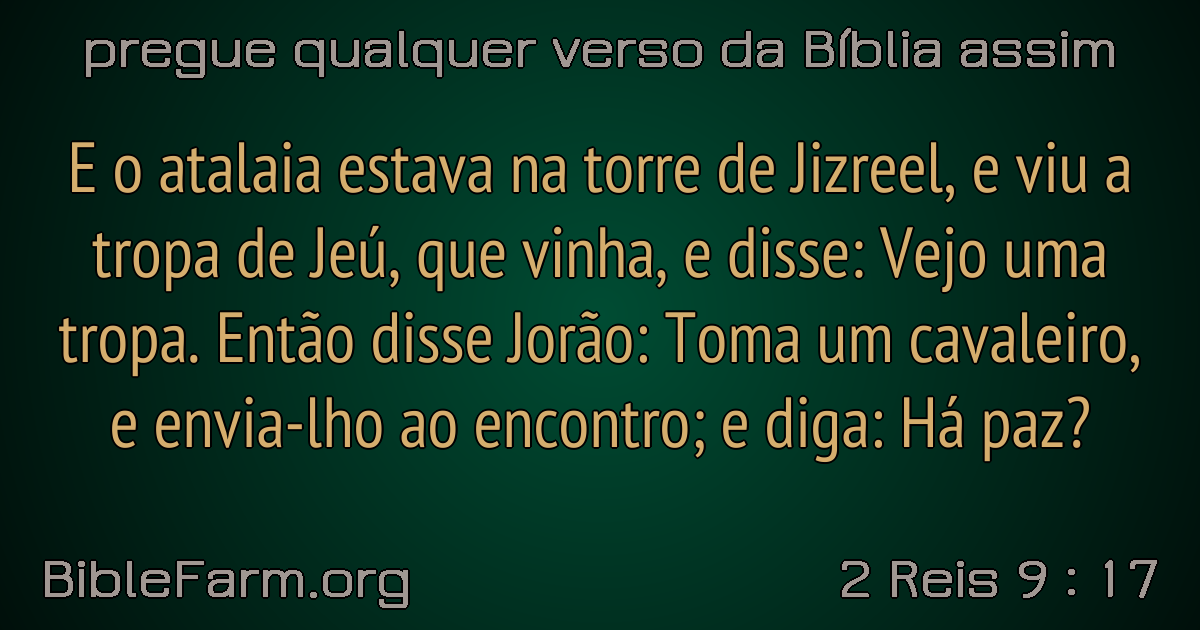 pregue qualquer verso da Bíblia assim
E o atalaia estava na torre de Jizreel, e viu a
tropa de Jeú, que vinha, e disse: Vejo uma
tropa. Então disse Jorão: Toma um cavaleiro,
e envia-lho ao encontro; e diga: Há paz?
BibleFarm.org
2 Reis 9 : 17